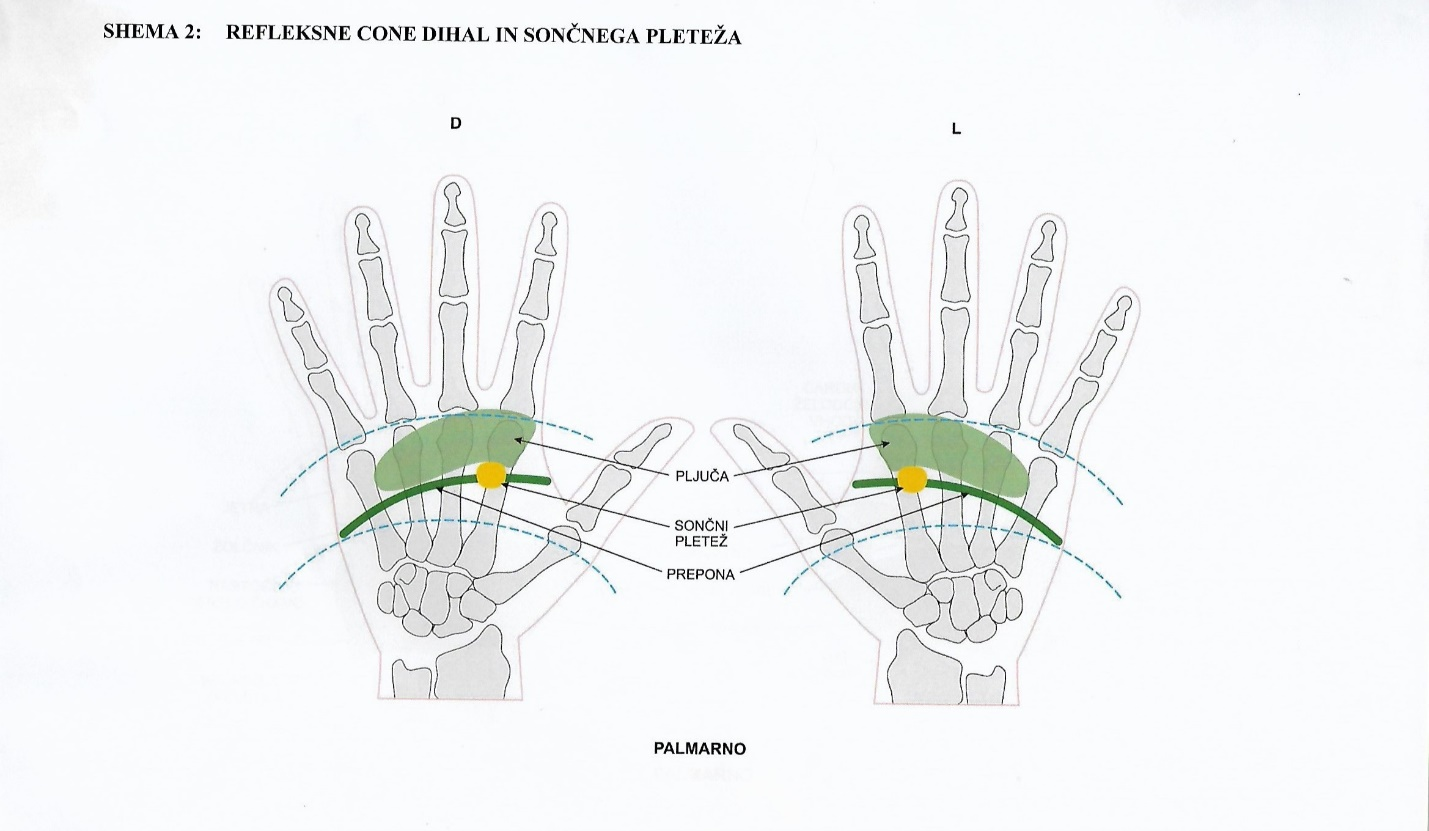 SHEMA 2: REFLEKSNE CONE DIHAL IN SONČNEGA PLETEŽA
D
L
PLJUČA
SONČNI
PLETEŽ
PREPONA
PALMARNO